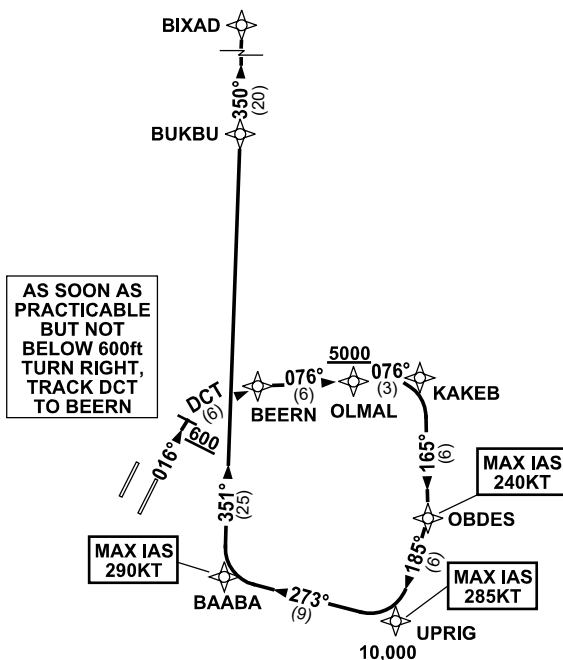 BIXAD
350°
(20)
BUKBU
AS SOON AS
PRACTICABLE
BUT NOT
BELOW 600ft
TURN RIGHT,
TRACK DCT
TO BEERN
DCT
(6)
BEERN
076°
(6)
5000
OLMAL
076°
(3)
KAKEB
600
016°
165°
(6)
MAX IAS
240KT
OBDES
351°
(25)
185°
(6)
MAX IAS
290KT
BAABA
273°
(9)
MAX IAS
285KT
UPRIG
10,000